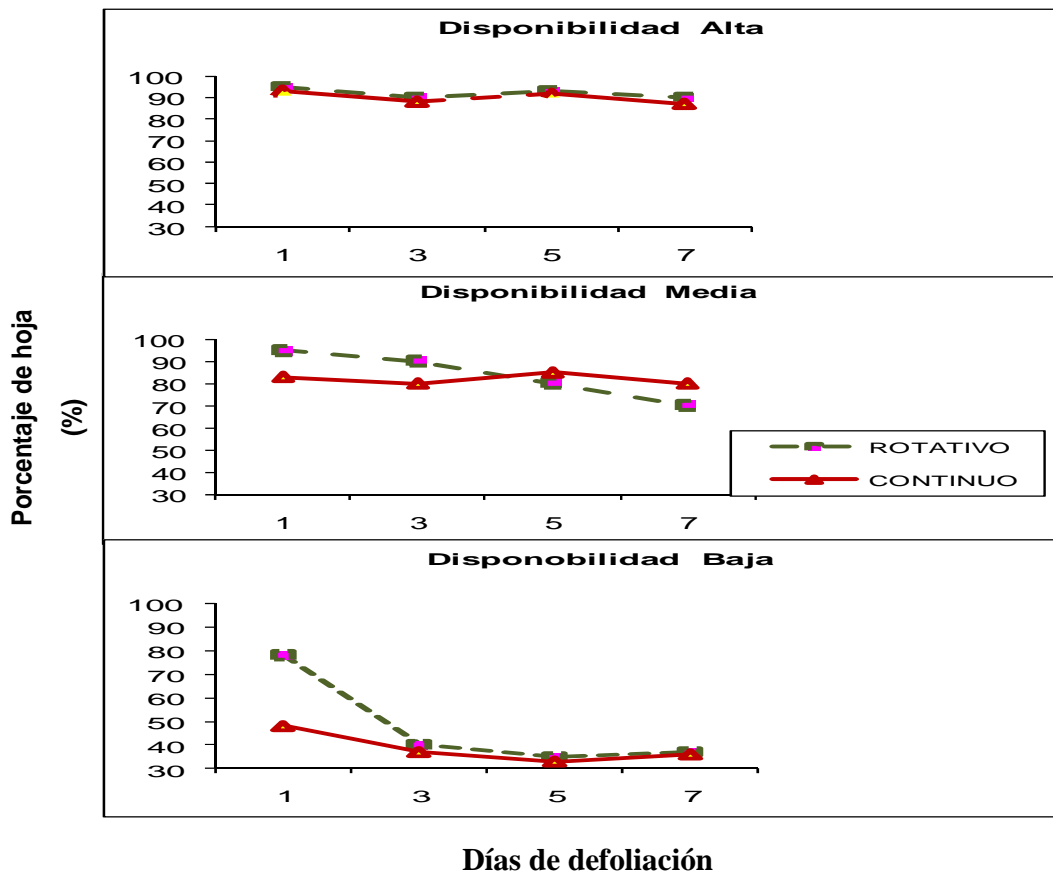 Disponibilidad Alta
100
90
80
70
60
50
40
30
1 3 5 7
Disponibilidad Media
100
90
80
70
60
50
40
30
1 3 5 7
ROTATIVO
CONTINUO
Disponobilidad Baja
100
90
80
70
60
50
40
30
1 3 5 7
Porcentaje de hoja
(%)
Días de defoliación